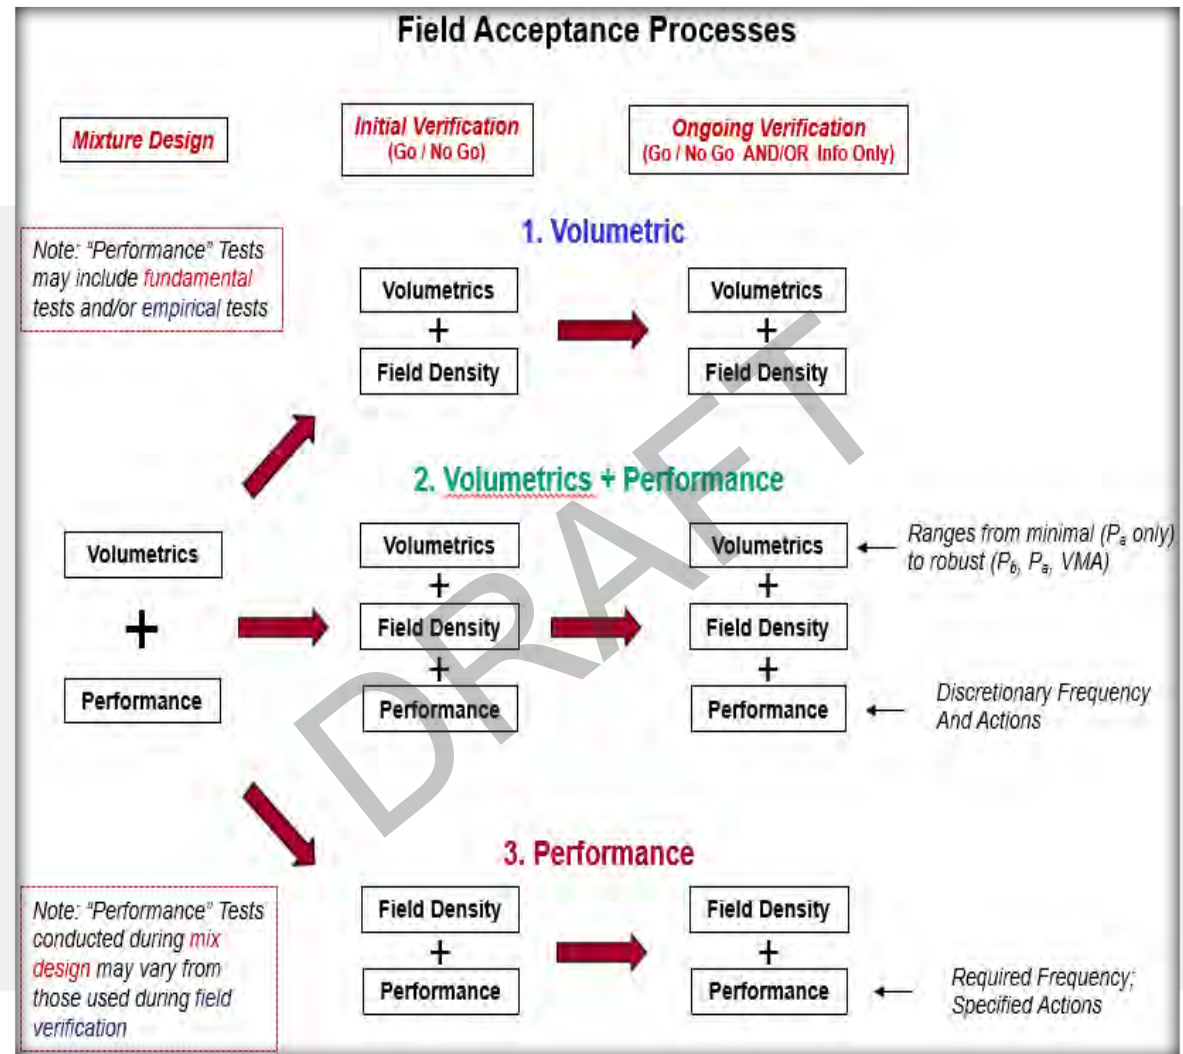 Field Acceptance Processes
Mixture Design
Initial Verification
(Go / No Go)
Ongoing Verification
(Go / No Go AND/OR Info Only)
1. Volumetric
Note: “Performance” Tests
may include fundamental
tests and/or empirical tests
Volumetrics
+
Field Density
Volumetrics
+
Field Density
2. Volumetrics + Performance
Volumetrics
+
Performance
Volumetrics
+
Field Density
+
Performance
Volumetrics
+
Field Density
+
Performance
Ranges from minimal (Pa only)
to robust (Pb, Pa, VMA)
Discretionary Frequency
And Actions
3. Performance
Note: “Performance” Tests
conducted during mix
design may vary from
those used during field
verification
Field Density
+
Performance
Field Density
+
Performance
Required Frequency;
Specified Actions
DRAFT